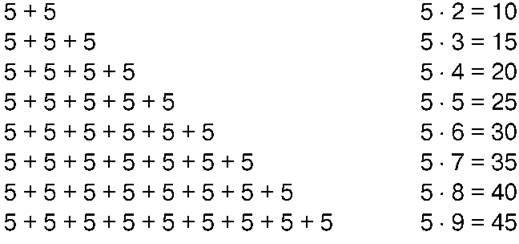 5 + 5 5 · 2 = 10
5 + 5 + 5 5 · 3 = 15
5 + 5 + 5 + 5 5 · 4 = 20
5 + 5 + 5 + 5 + 5 5 · 5 = 25
5 + 5 + 5 + 5 + 5 + 5 5 · 6 = 30
5 + 5 + 5 + 5 + 5 + 5 + 5 5 · 7 = 35
5 + 5 + 5 + 5 + 5 + 5 + 5 + 5 5 · 8 = 40
5 + 5 + 5 + 5 + 5 + 5 + 5 + 5 + 5 5 · 9 = 45